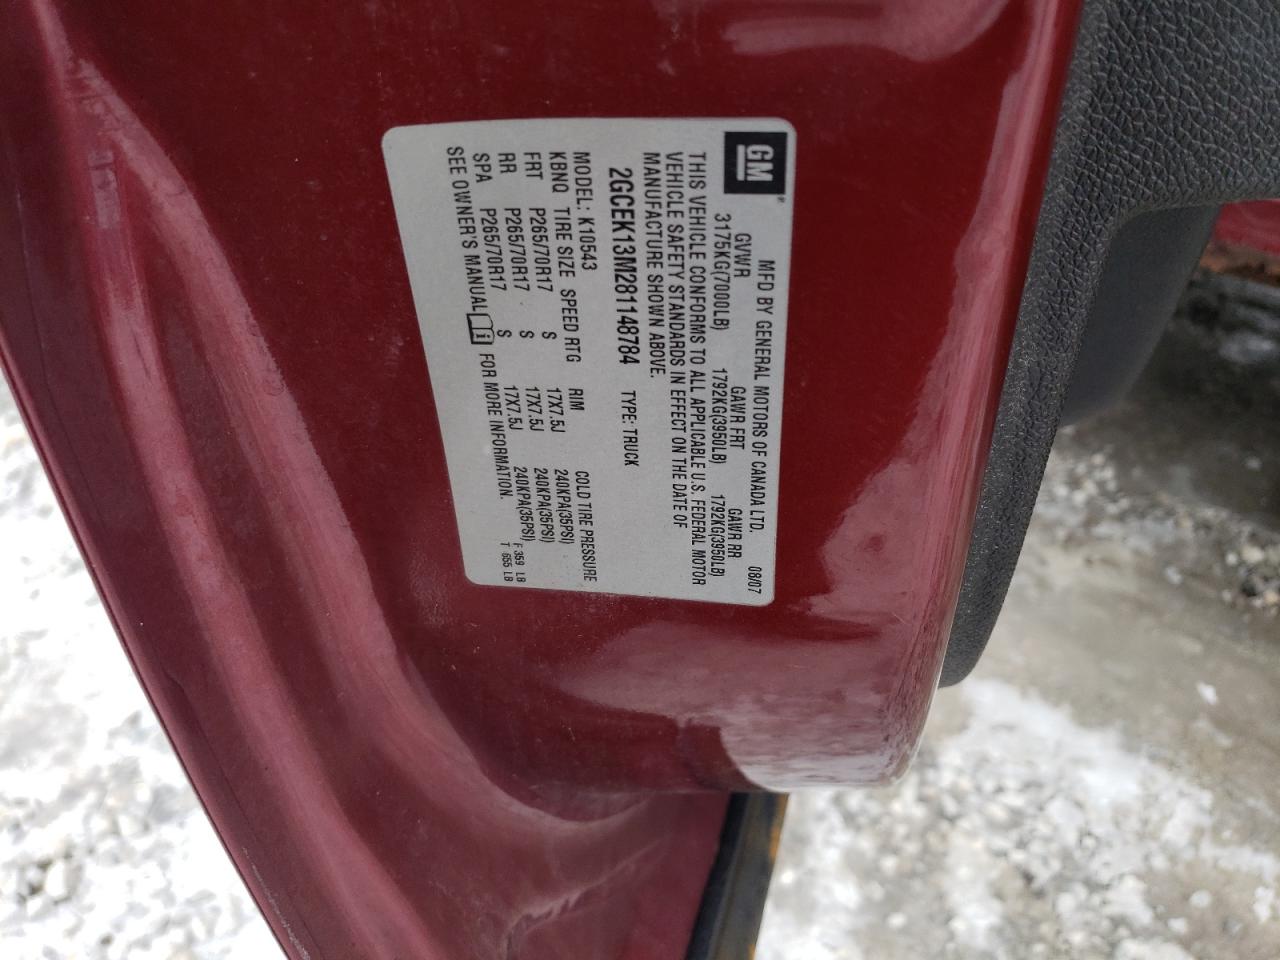 GM
MFD BY GENERAL MOTORS OF CANADA LTD. 08/07
GVWR GAWR FRT GAWR RR
3175KG(7000LB) 1792KG(3950LB) 1792KG(3950LB)
THIS VEHICLE CONFORMS TO ALL APPLICABLE U.S. FEDERAL MOTOR
VEHICLE SAFETY STANDARDS IN EFFECT ON THE DATE OF
MANUFACTURE SHOWN ABOVE.
2GCEK13M281148784 TYPE: TRUCK
MODEL: K10543
KBNQ TIRE SIZE SPEED RTG RIM COLD TIRE PRESSURE
FRT P265/70R17 S 17X7.5J 240KPA(35PSI)
RR P265/70R17 S 17X7.5J 240KPA(35PSI)
SPA P265/70R17 S 17X7.5J 240KPA(35PSI)
SEE OWNER'S MANUAL i FOR MORE INFORMATION.
F 359 LB
T 655 LB